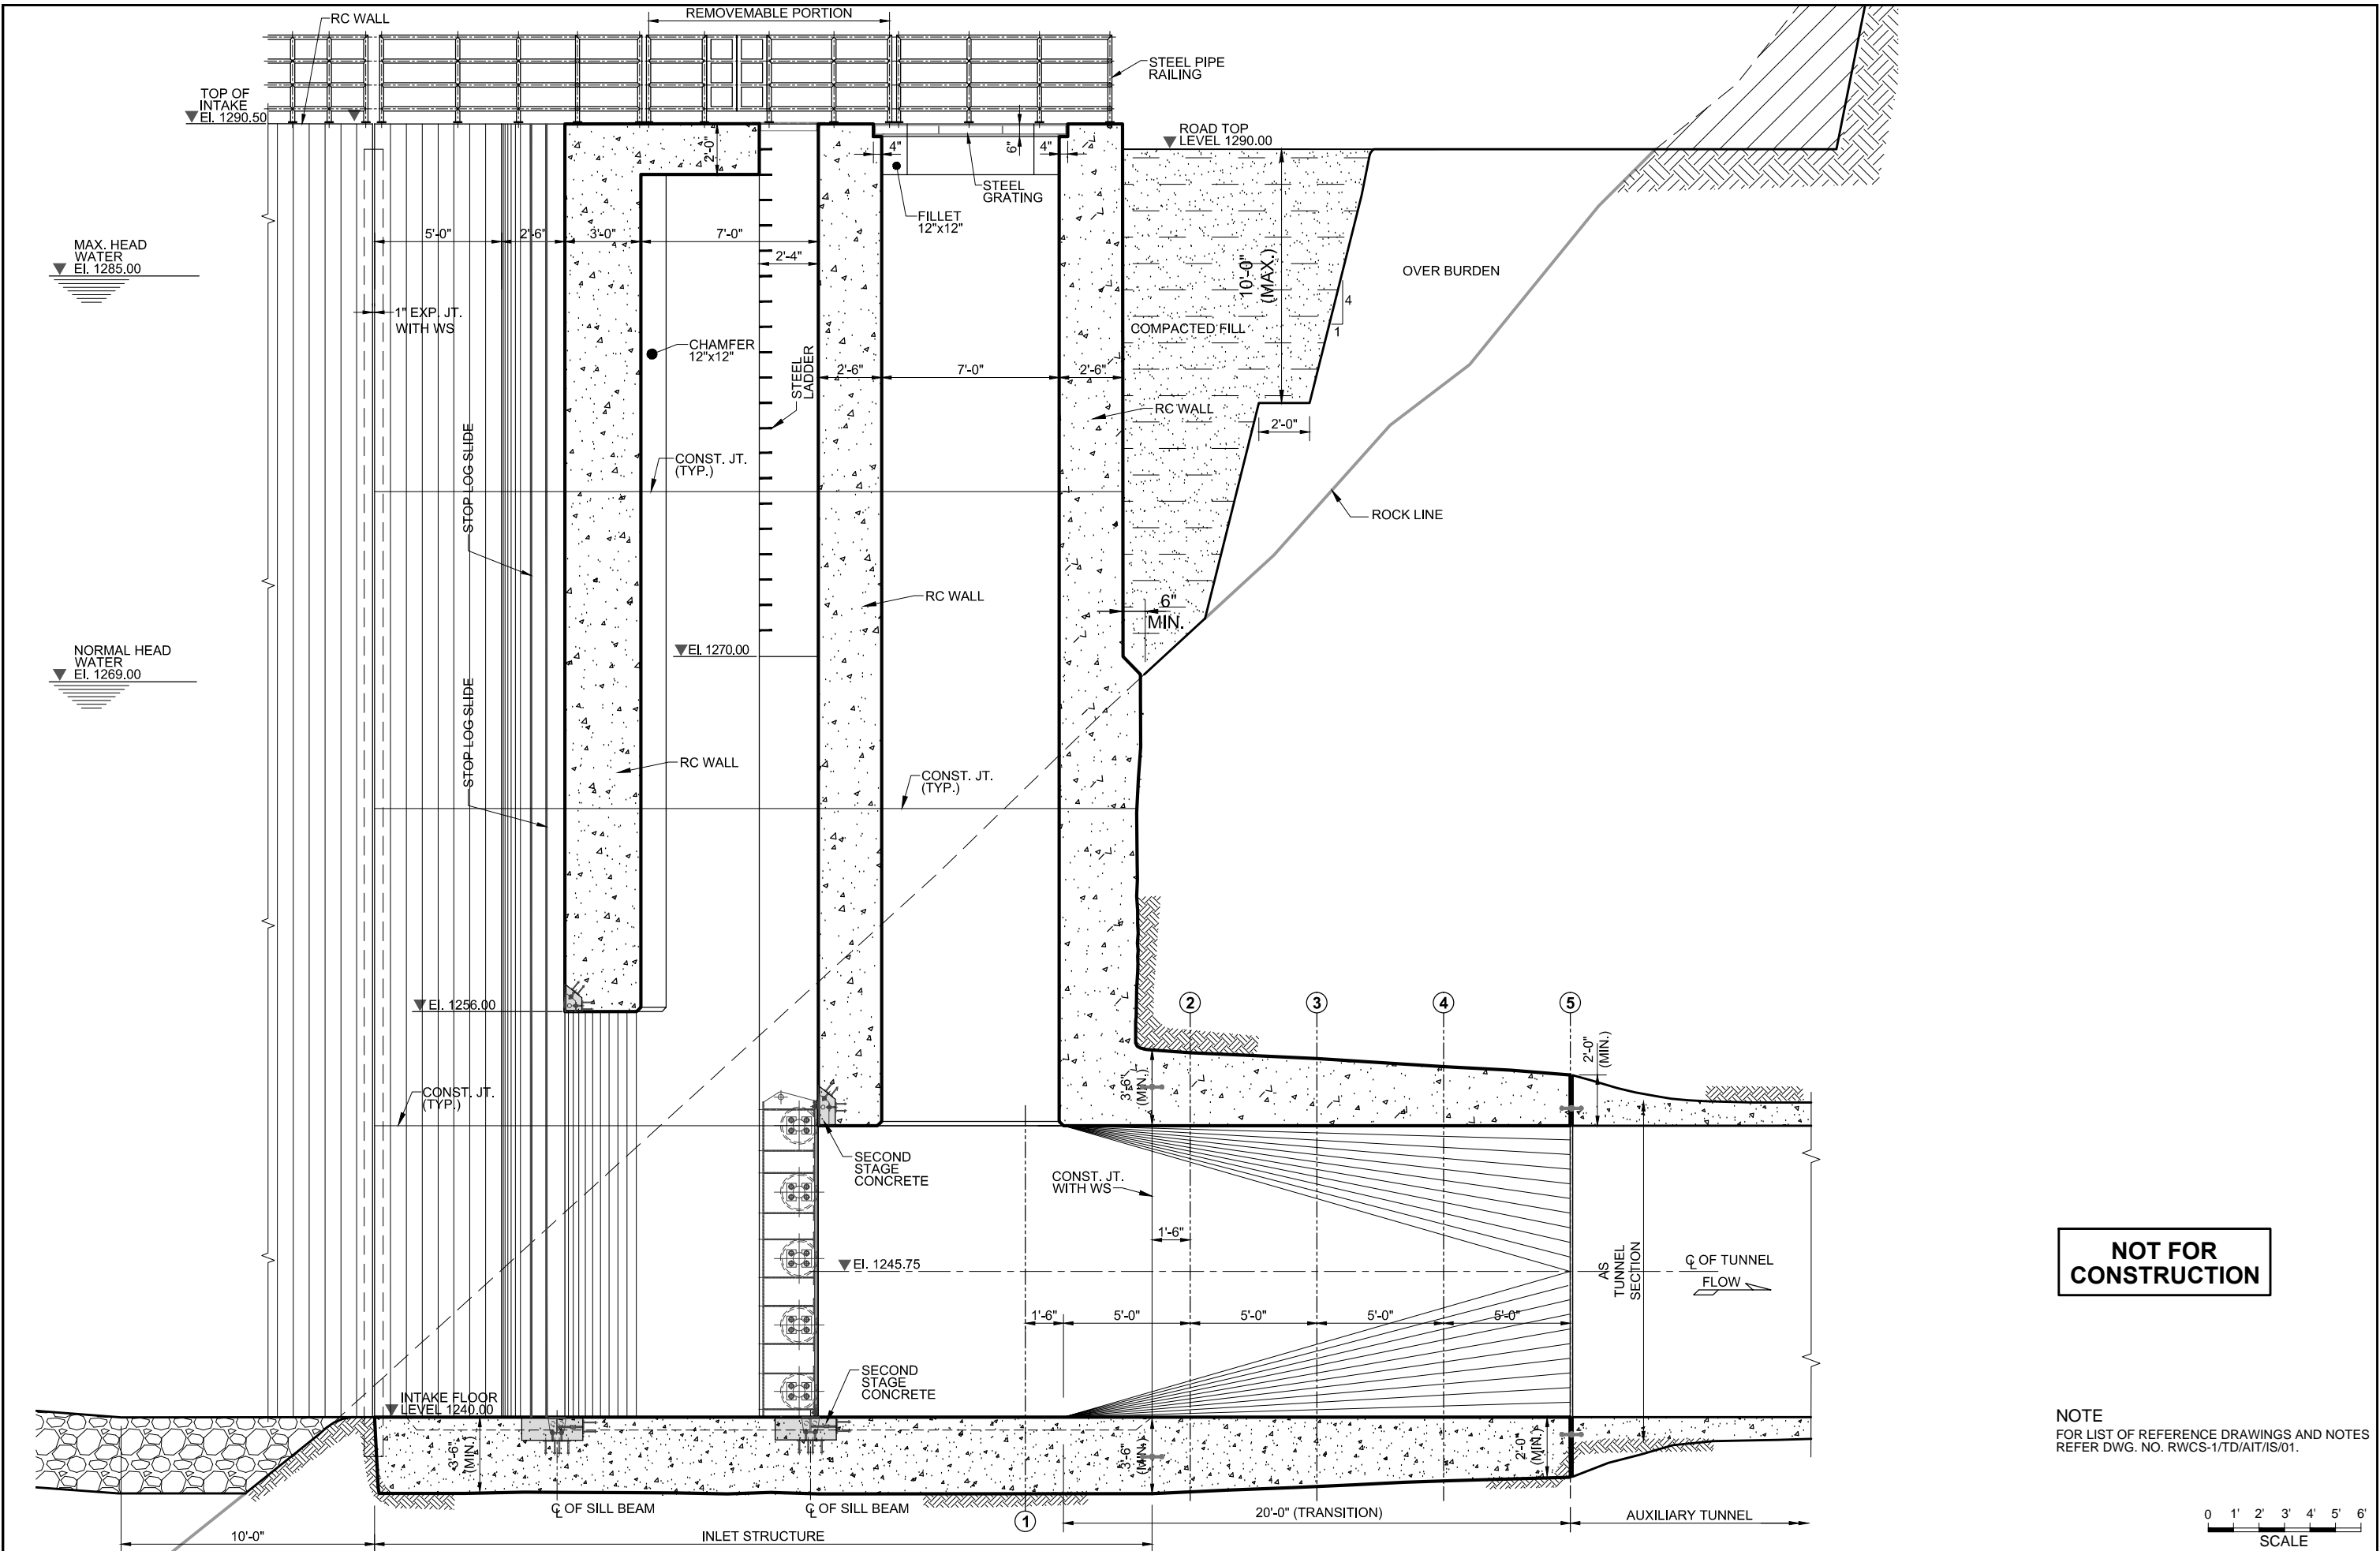 REMOVEMABLE PORTION
RC WALL
STEEL PIPE
RAILING
TOP OF
INTAKE
El. 1290.50
ROAD TOP
LEVEL 1290.00
2'-0"
4"
6"
4"
STEEL
GRATING
FILLET
12"x12"
MAX. HEAD
WATER
El. 1285.00
5'-0"
2'-6"
3'-0"
7'-0"
2'-4"
10'-0"
(MAX.)
OVER BURDEN
4
1
1" EXP. JT.
WITH WS
COMPACTED FILL
CHAMFER
12"x12"
STEEL
LADDER
2'-6"
7'-0"
2'-6"
RC WALL
2'-0"
STOP LOG SLIDE
CONST. JT.
(TYP.)
ROCK LINE
RC WALL
6"
MIN.
NORMAL HEAD
WATER
El. 1269.00
El. 1270.00
STOP LOG SLIDE
RC WALL
CONST. JT.
(TYP.)
El. 1256.00
2
3
4
5
2'-0"
(MIN.)
3'-6"
(MIN.)
CONST. JT.
(TYP.)
SECOND
STAGE
CONCRETE
CONST. JT.
WITH WS
1'-6"
El. 1245.75
AS
TUNNEL
SECTION
℄ OF TUNNEL
FLOW
NOT FOR
CONSTRUCTION
1'-6"
5'-0"
5'-0"
5'-0"
5'-0"
SECOND
STAGE
CONCRETE
INTAKE FLOOR
LEVEL 1240.00
3'-6"
(MIN.)
3'-6"
(MIN.)
2'-0"
(MIN.)
NOTE
FOR LIST OF REFERENCE DRAWINGS AND NOTES
REFER DWG. NO. RWCS-1/TD/AIT/IS/01.
℄ OF SILL BEAM
℄ OF SILL BEAM
1
20'-0" (TRANSITION)
AUXILIARY TUNNEL
10'-0"
INLET STRUCTURE
0 1' 2' 3' 4' 5' 6'
SCALE